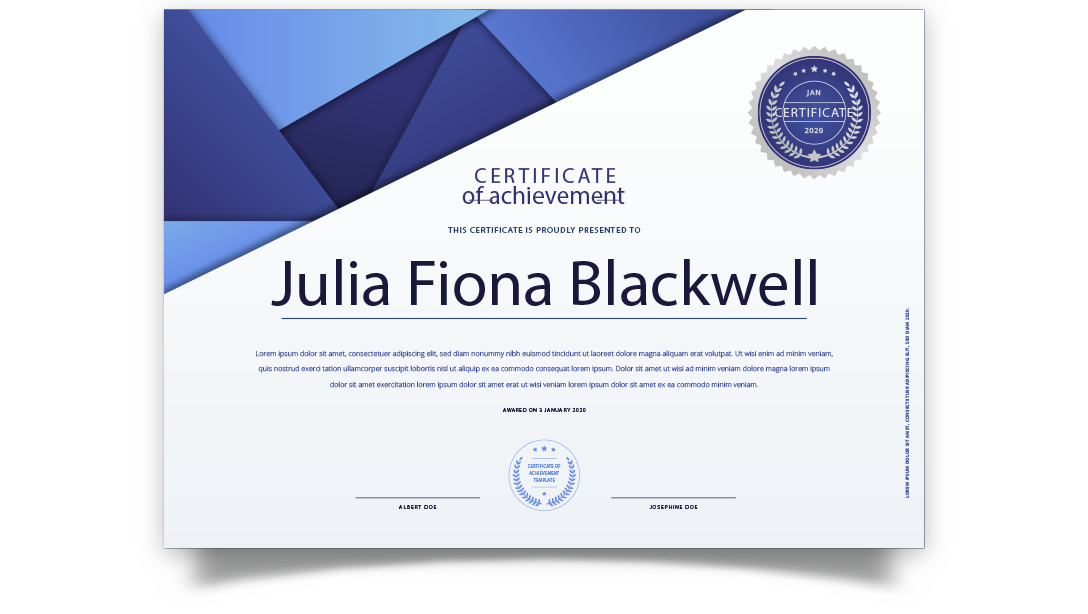 JAN
CERTIFICATE
2020
CERTIFICATE
of achievement
THIS CERTIFICATE IS PROUDLY PRESENTED TO
Julia Fiona Blackwell
Lorem ipsum dolor sit amet, consectetuer adipiscing elit, sed diam nonummy nibh euismod tincidunt ut laoreet dolore magna aliquam erat volutpat. Ut wisi enim ad minim veniam,
quis nostrud exerci tation ullamcorper suscipit lobortis nisl ut aliquip ex ea commodo consequat lorem ipsum. Dolor sit amet ut wisi ad minim veniam dolore magna lorem ipsum
dolor sit amet exercitation lorem ipsum dolor sit amet erat ut wisi veniam lorem ipsum dolor sit amet ex ea commodo minim veniam.
AWARED ON 3 JANUARY 2020
CERTIFICATE OF
ACHIEVEMENT
TEMPLATE
ALBERT DOE
JOSEPHINE DOE
LOREM IPSUM DOLOR SIT AMET, CONSECTETUER ADIPISCING ELIT, SED DIAM 2020.